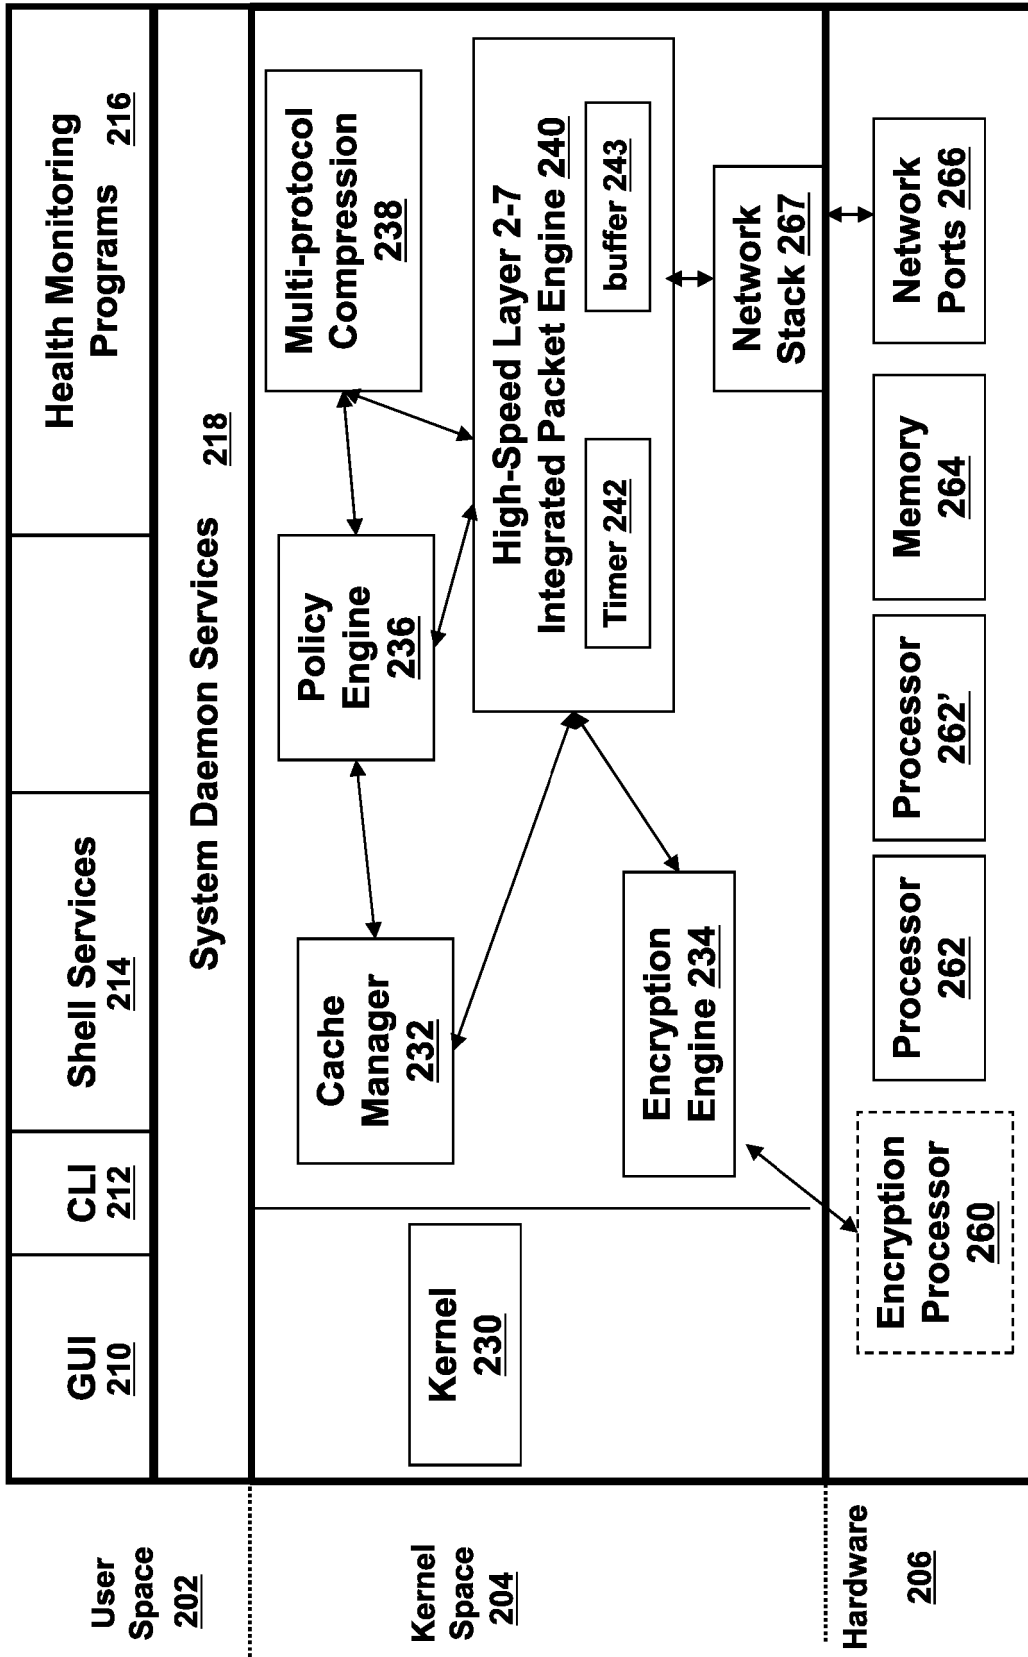 User
Space
202
GUI
210
CLI
212
Shell Services
214
Health Monitoring
Programs 216
System Daemon Services 218
Kernel
Space
204
Kernel
230
Cache
Manager
232
Policy
Engine
236
Multi-protocol
Compression
238
High-Speed Layer 2-7
Integrated Packet Engine 240
Timer 242
buffer 243
Encryption
Engine 234
Network
Stack 267
Hardware
206
Encryption
Processor
260
Processor
262
Processor
262'
Memory
264
Network
Ports 266